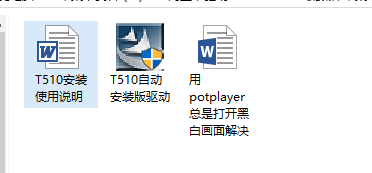 T510安装
使用说明
T510自动
安装版驱动
用
potplayer
总是打开黑
白画面解决